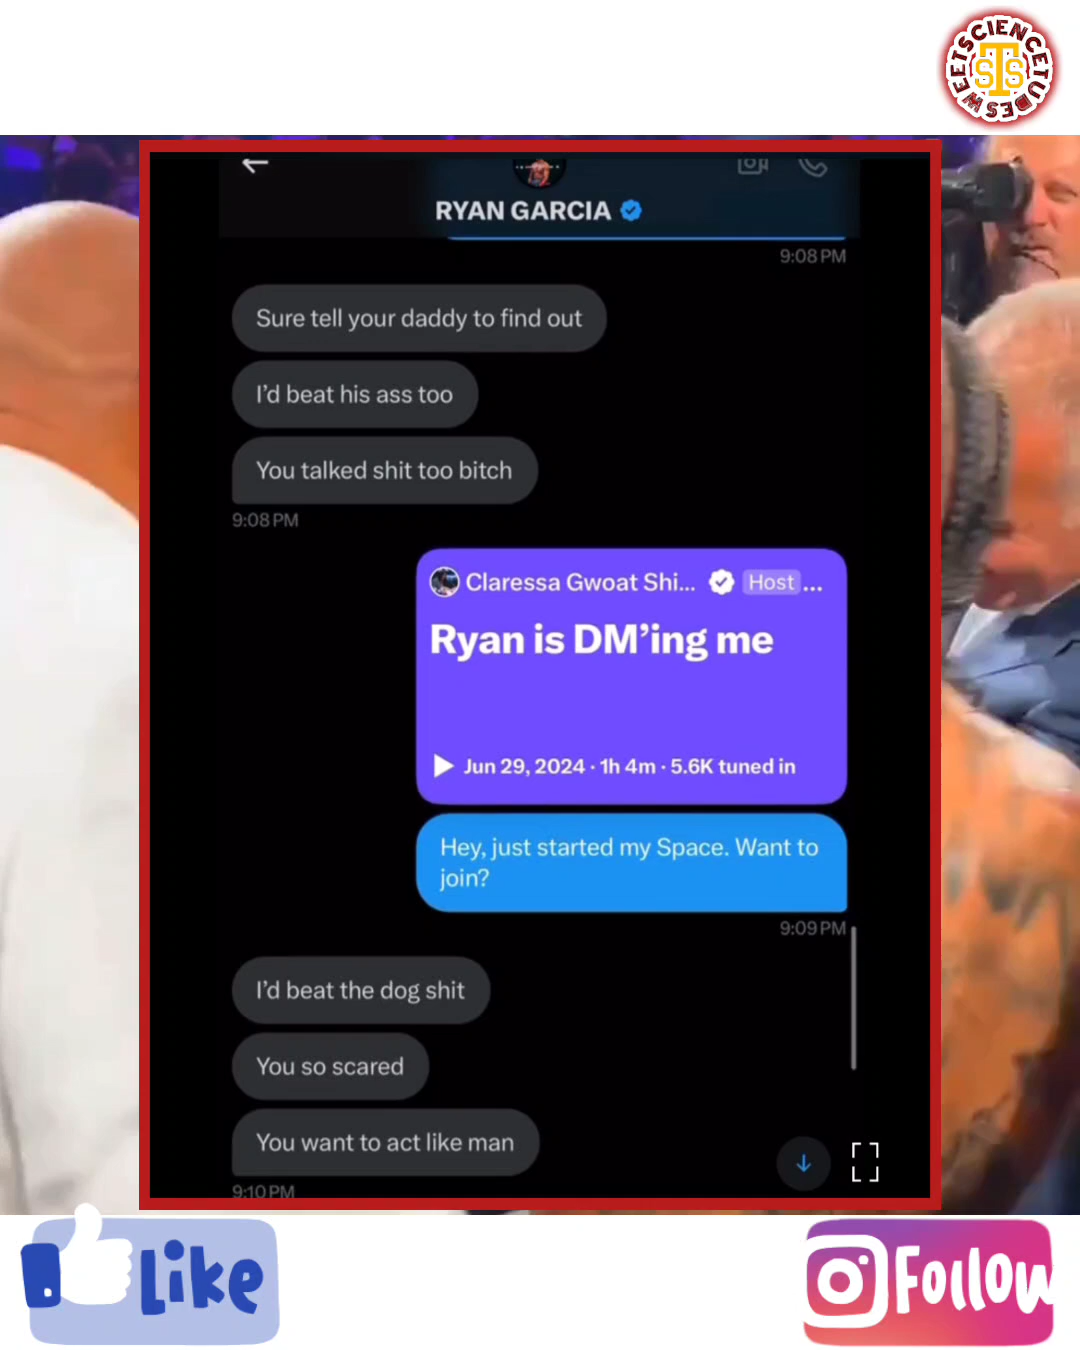 SWEETSCIENCETUDES
STS
RYAN GARCIA
9:08 PM
Sure tell your daddy to find out
I'd beat his ass too
You talked shit too bitch
9:08 PM
Claressa Gwoat Shi... Host ...
Ryan is DM'ing me
Jun 29, 2024 · 1h 4m · 5.6K tuned in
Hey, just started my Space. Want to
join?
9:09 PM
I'd beat the dog shit
You so scared
You want to act like man
9:10 PM
Like
Follow